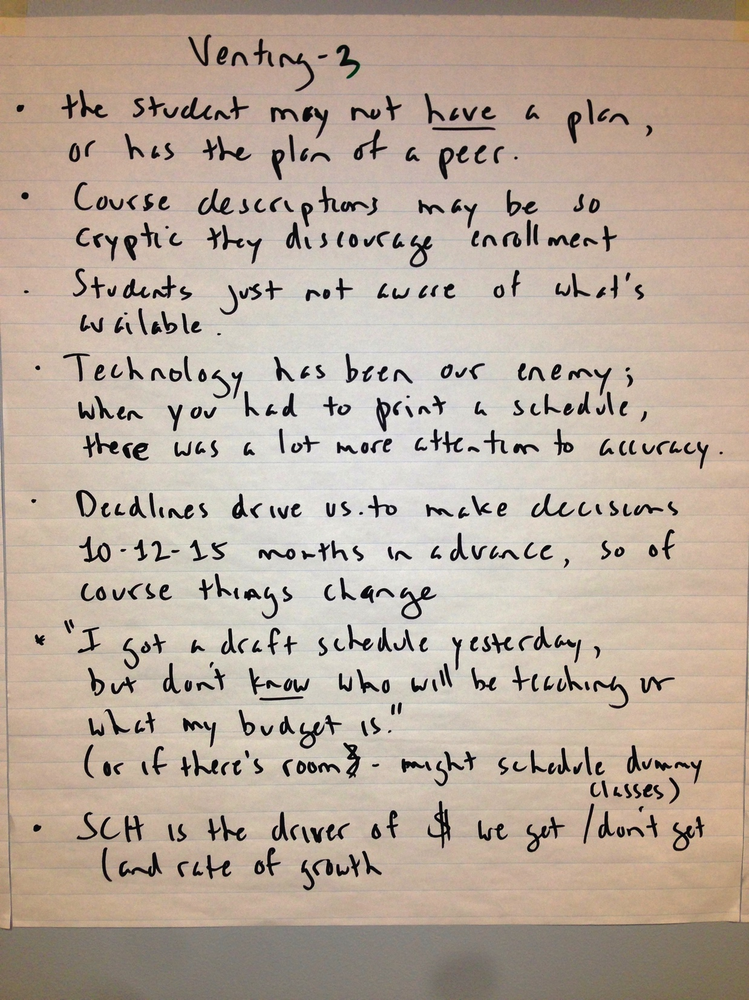 Venting-3
• the student may not have a plan,
or has the plan of a peer.
• Course descriptions may be so
cryptic they discourage enrollment
· Students just not aware of what's
available.
· Technology has been our enemy;
when you had to print a schedule,
there was a lot more attention to accuracy.
· Deadlines drive us.to make decisions
10-12-15 months in advance, so of
course things change
* "I got a draft schedule yesterday,
but don't know who will be teaching or
what my budget is."
(or if there's room - might schedule dummy
classes)
• SCH is the driver of $ we get /don't get
(and rate of growth